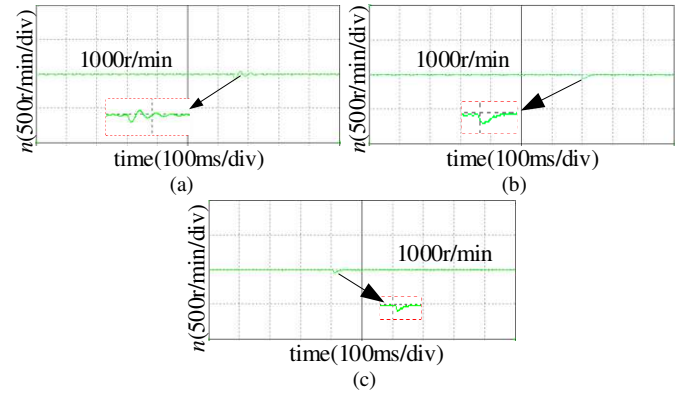 1000r/min
n(500r/min/div)
time(100ms/div)
(a)
1000r/min
n(500r/min/div)
time(100ms/div)
(b)
1000r/min
n(500r/min/div)
time(100ms/div)
(c)